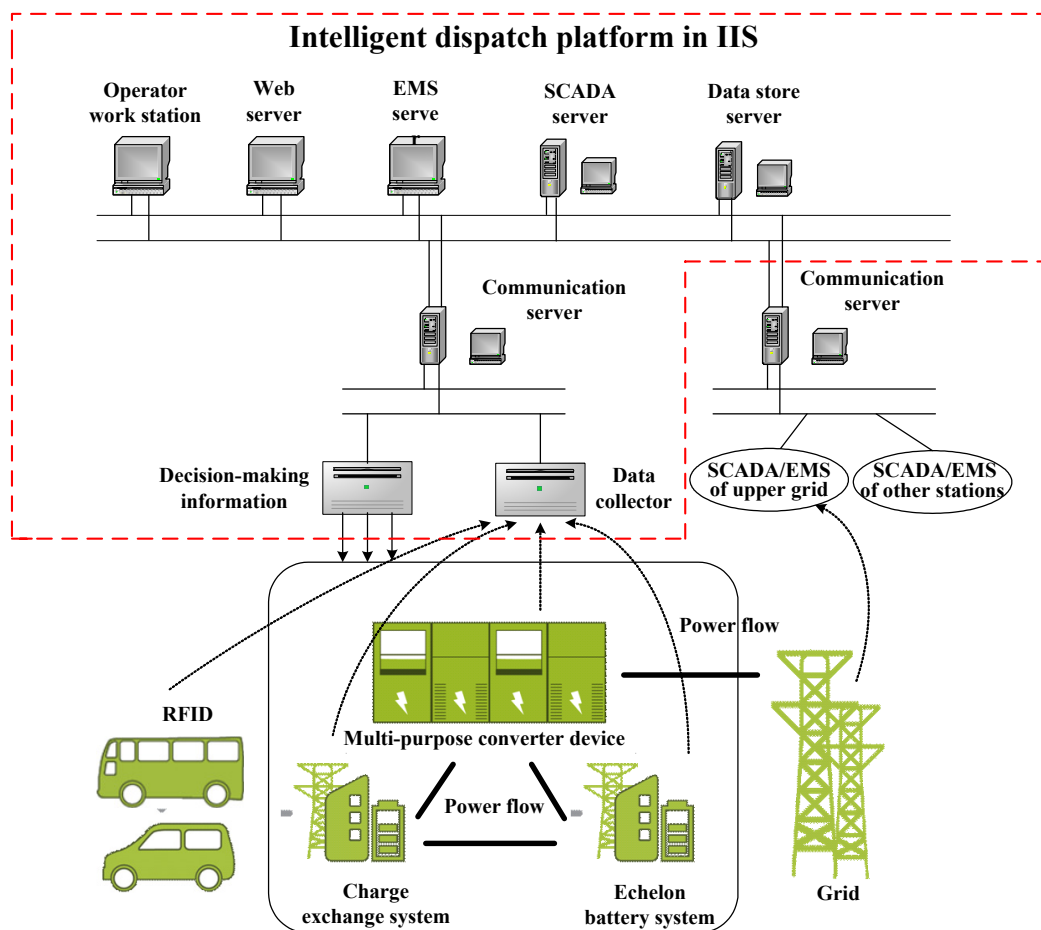 Intelligent dispatch platform in IIS
Operator
work station
Web
server
EMS
serve
SCADA
server
Data store
server
Communication
server
Communication
server
Decision-making
information
Data
collector
SCADA/EMS
of upper grid
SCADA/EMS
of other stations
Power flow
RFID
Multi-purpose converter device
Power flow
Charge
exchange system
Echelon
battery system
Grid